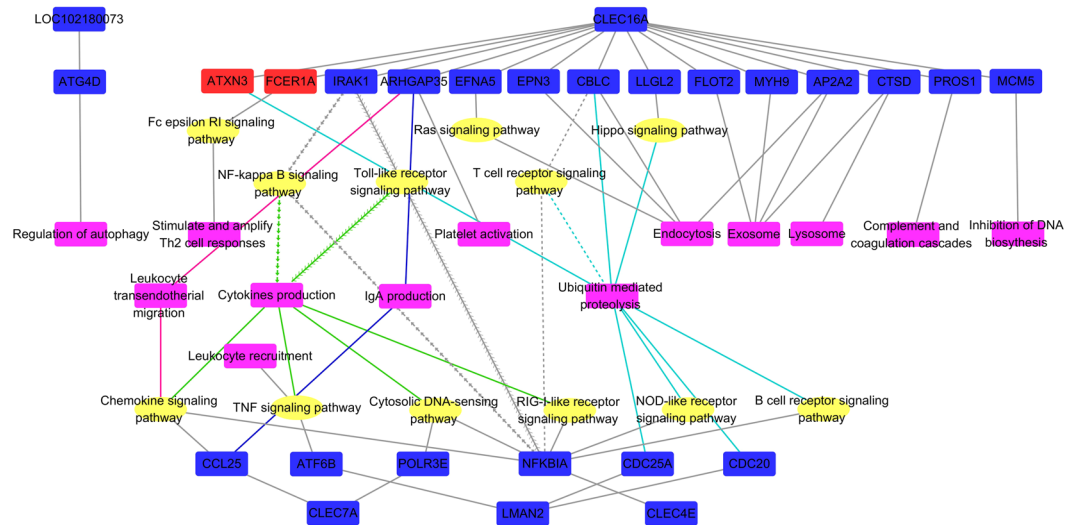 LOC102180073
CLEC16A
ATG4D
ATXN3
FCER1A
IRAK1
ARHGAP35
EFNA5
EPN3
CBLC
LLGL2
FLOT2
MYH9
AP2A2
CTSD
PROS1
MCM5
Fc epsilon RI signaling
pathway
Ras signaling pathway
Hippo signaling pathway
NF-kappa B signaling
pathway
Toll-like receptor
signaling pathway
T cell receptor signaling
pathway
Regulation of autophagy
Stimulate and amplify
Th2 cell responses
Platelet activation
Endocytosis
Exosome
Lysosome
Complement and
coagulation cascades
Inhibition of DNA
biosythesis
Leukocyte
transendotherial
migration
Cytokines production
IgA production
Ubiquitin mediated
proteolysis
Leukocyte recruitment
Chemokine signaling
pathway
TNF signaling pathway
Cytosolic DNA-sensing
pathway
RIG-I-like receptor
signaling pathway
NOD-like receptor
signaling pathway
B cell receptor signaling
pathway
CCL25
ATF6B
POLR3E
NFKBIA
CDC25A
CDC20
CLEC7A
LMAN2
CLEC4E